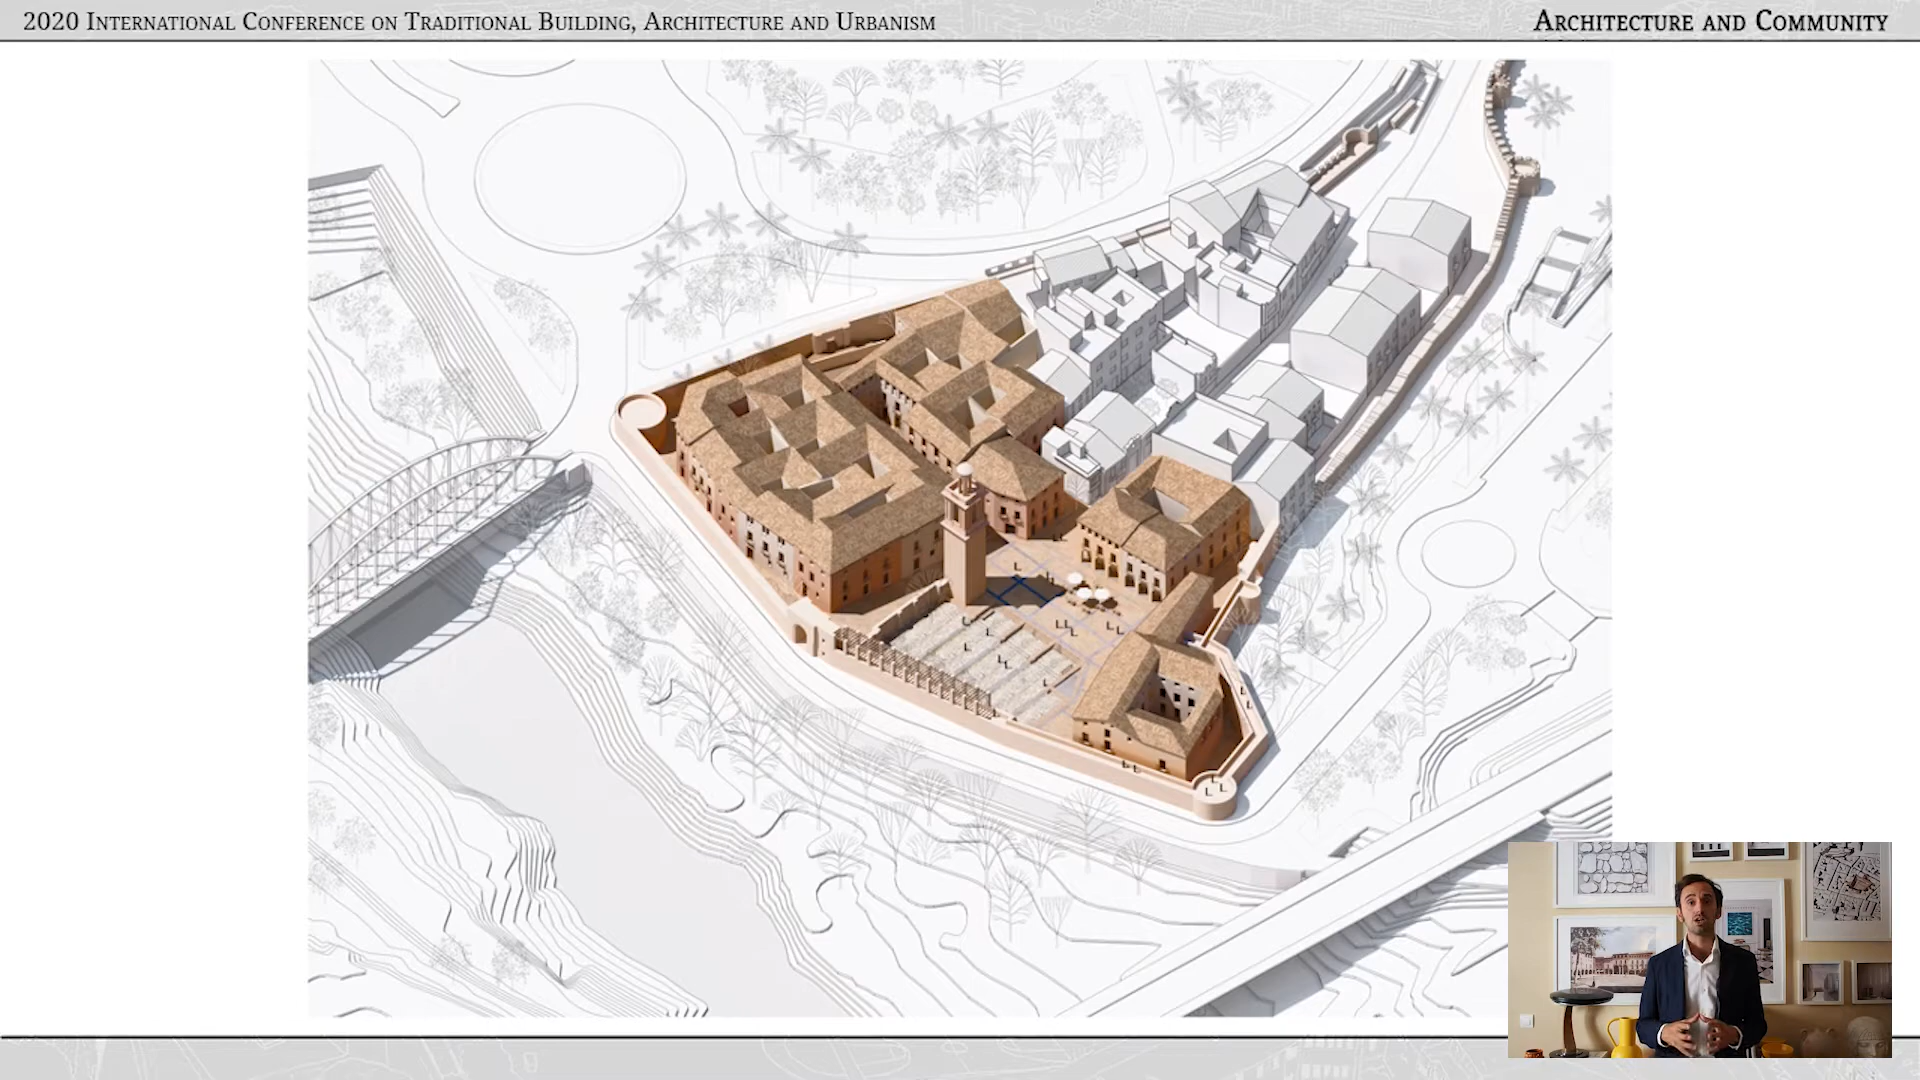 2020 International Conference on Traditional Building, Architecture and Urbanism
Architecture and Community